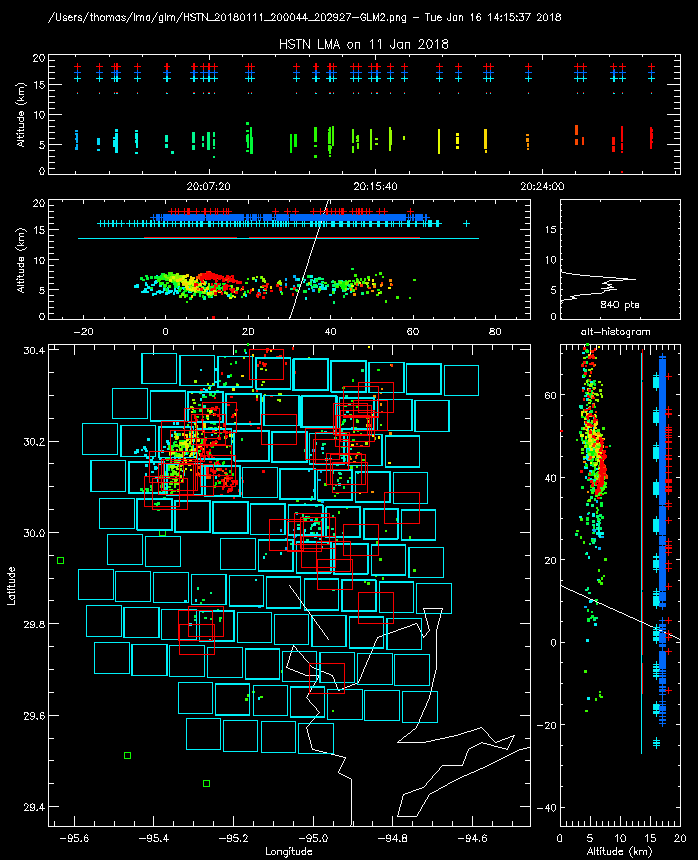 /Users/thomas/lma/glm/HSTN_20180111_200044_202927-GLM2.png - Tue Jan 16 14:15:37 2018
HSTN LMA on 11 Jan 2018
Altitude (km)
20
15
10
5
0
20:07:20 20:15:40 20:24:00
Altitude (km)
20
15
10
5
0
-20 0 20 40 60 80
15
10
5
0
840 pts
alt-histogram
Latitude
30.4
30.2
30.0
29.8
29.6
29.4
-95.6 -95.4 -95.2 -95.0 -94.8 -94.6
Longitude
60
40
20
0
-20
-40
0 5 10 15 20
Altitude (km)